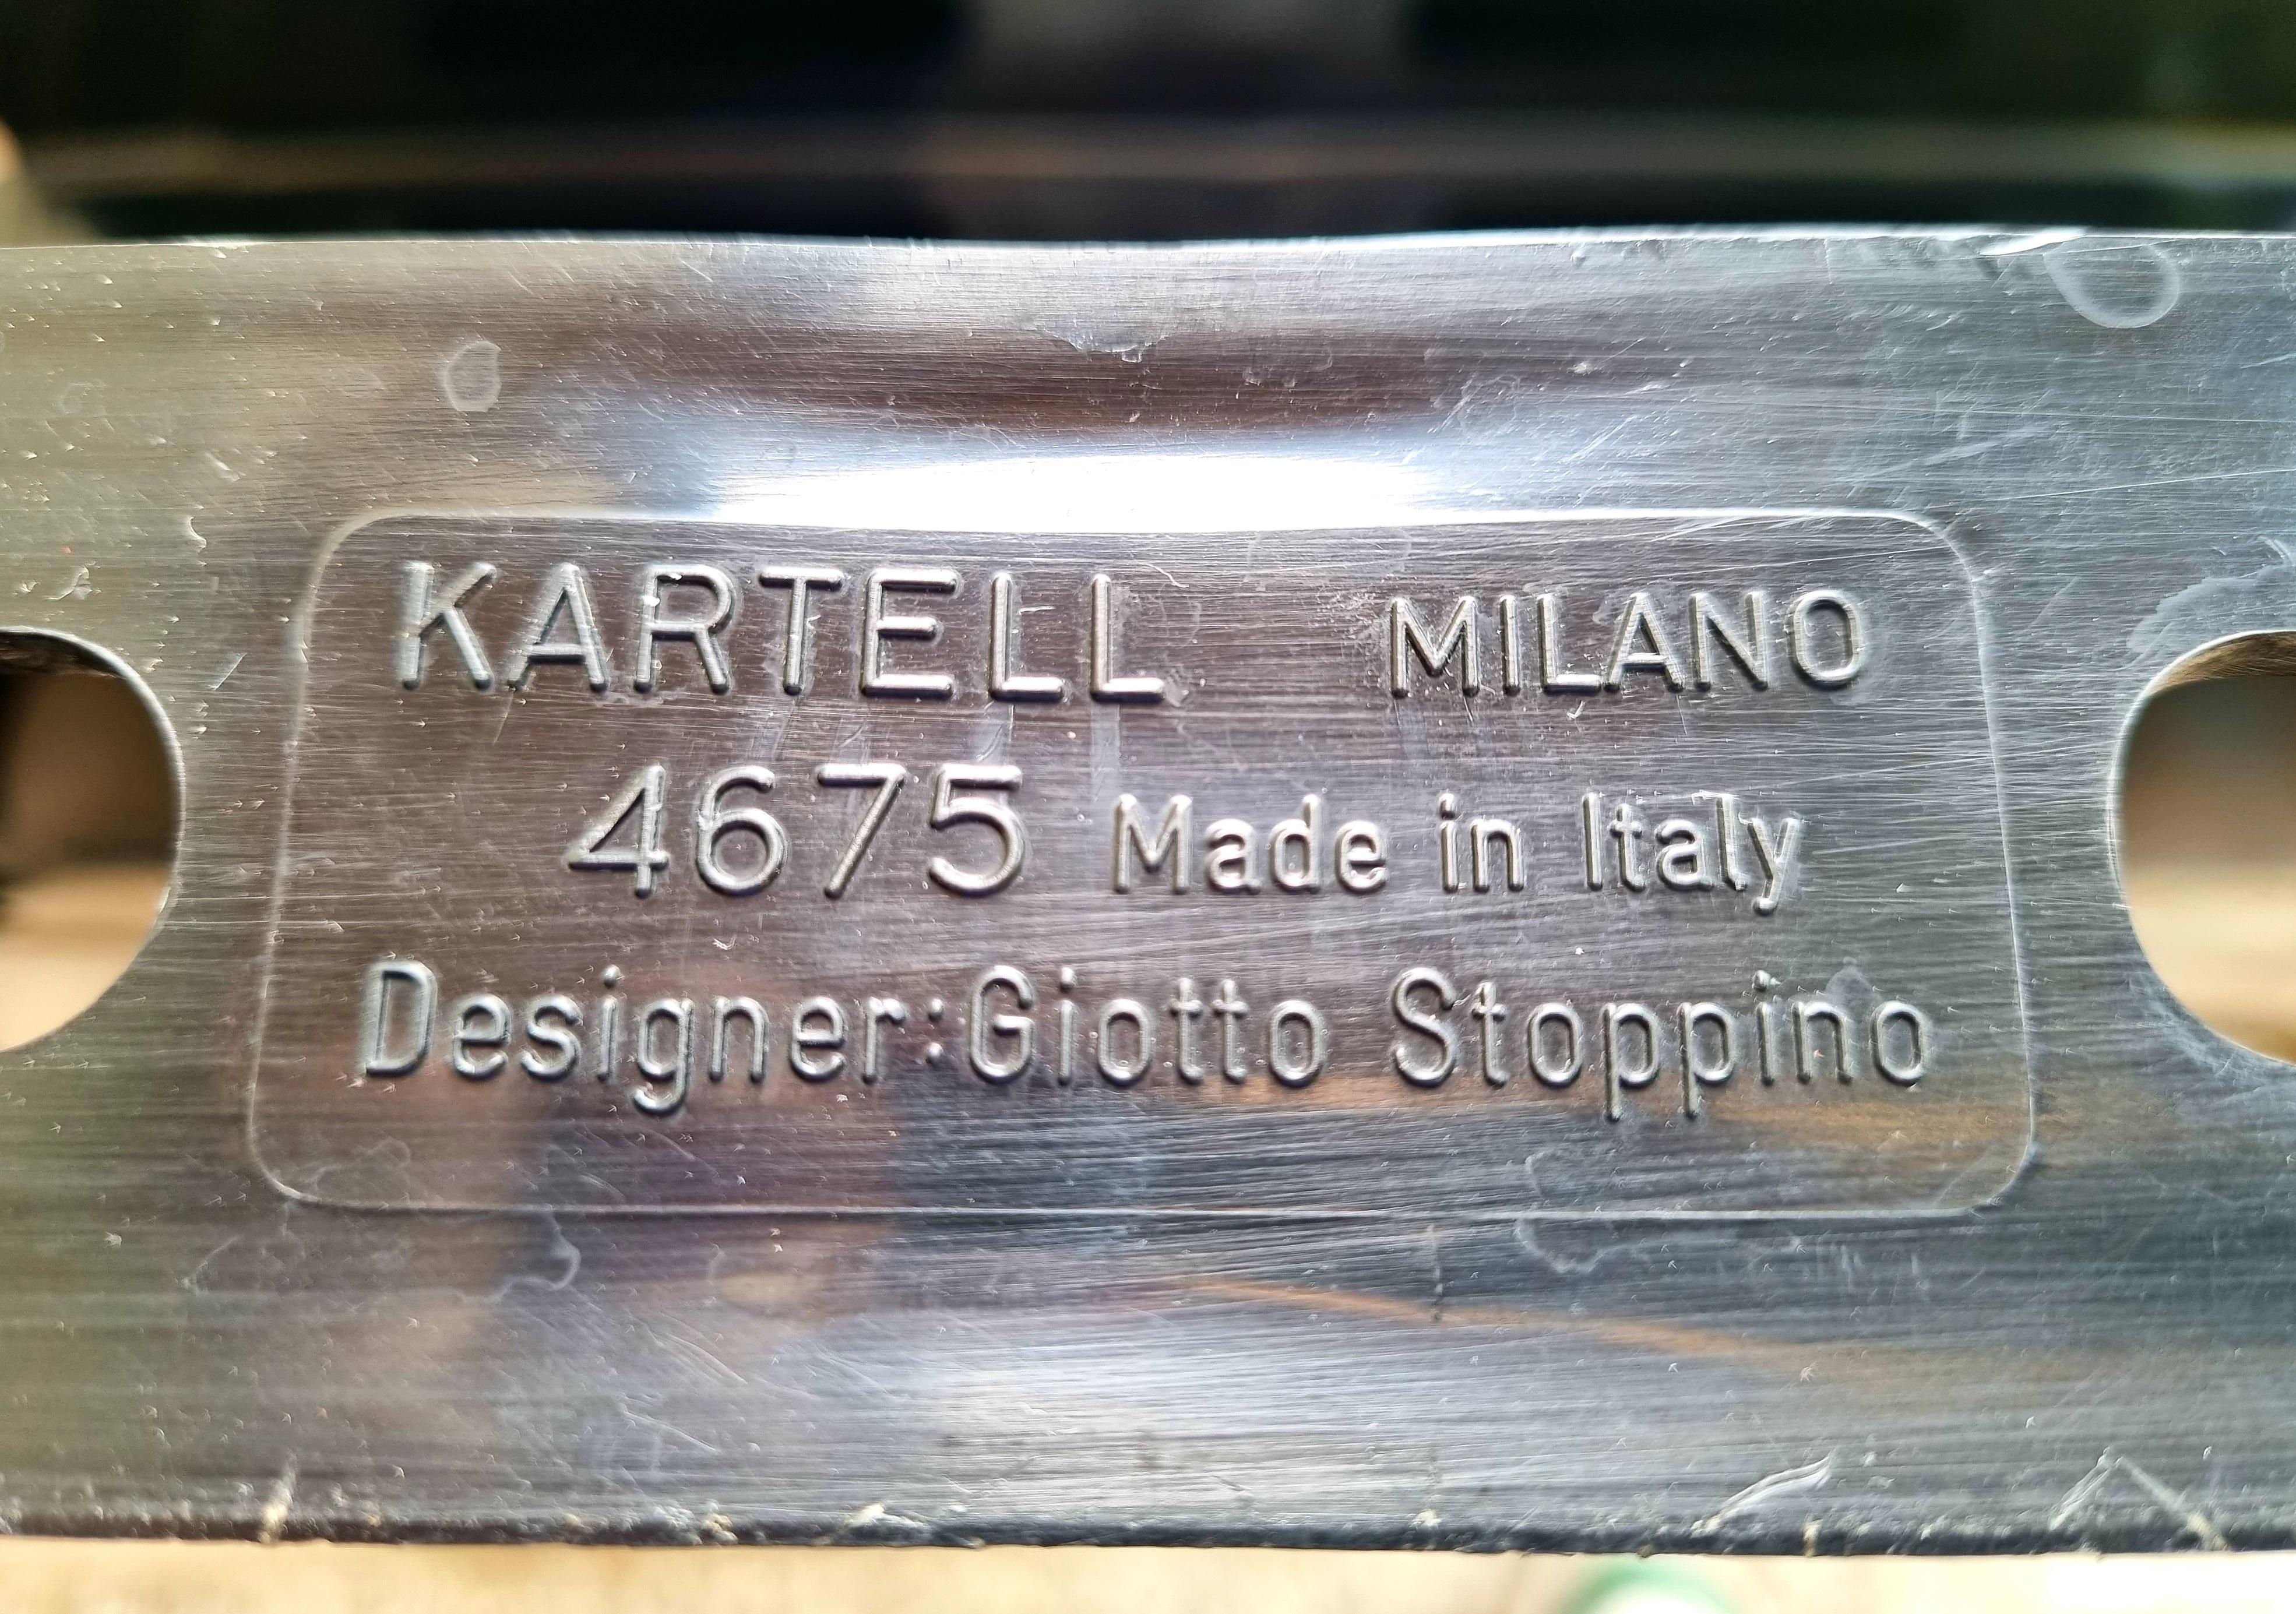 KARTELL MILANO
4675 Made in Italy
Designer: Giotto Stoppino